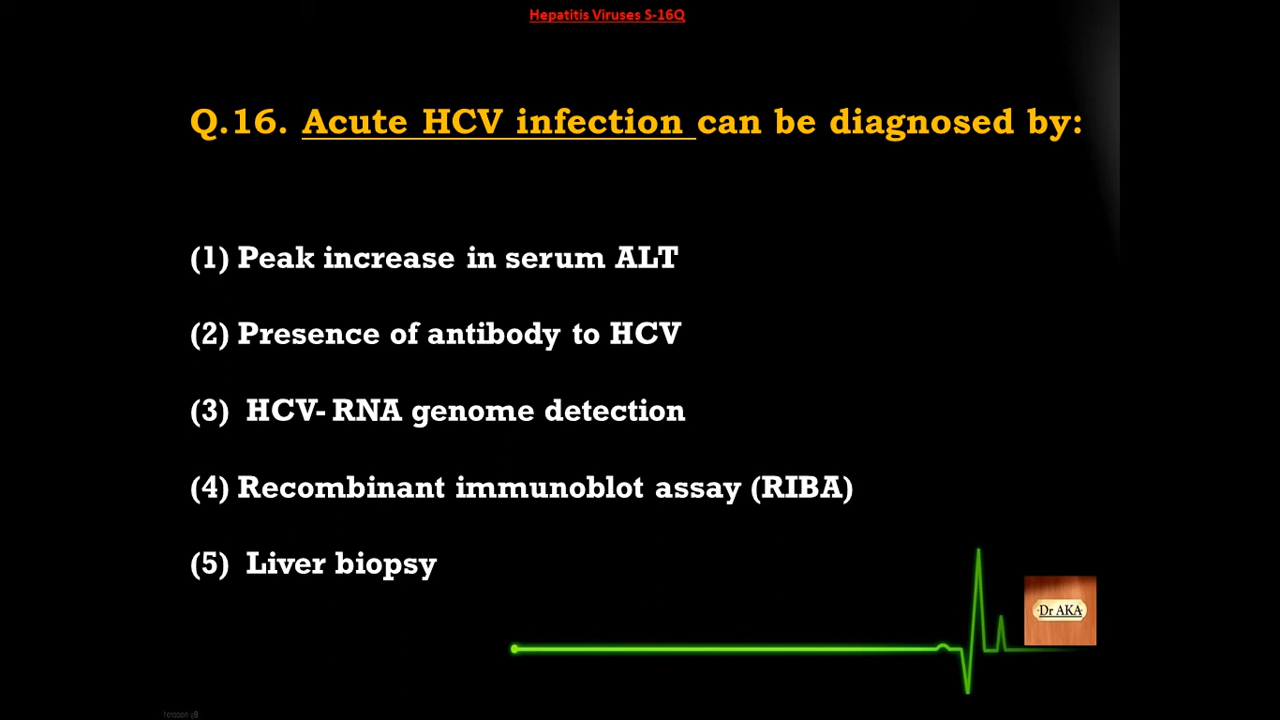 Hepatitis Viruses S-16Q
Q.16. Acute HCV infection can be diagnosed by:
(1) Peak increase in serum ALT
(2) Presence of antibody to HCV
(3) HCV- RNA genome detection
(4) Recombinant immunoblot assay (RIBA)
(5) Liver biopsy
Dr AKA